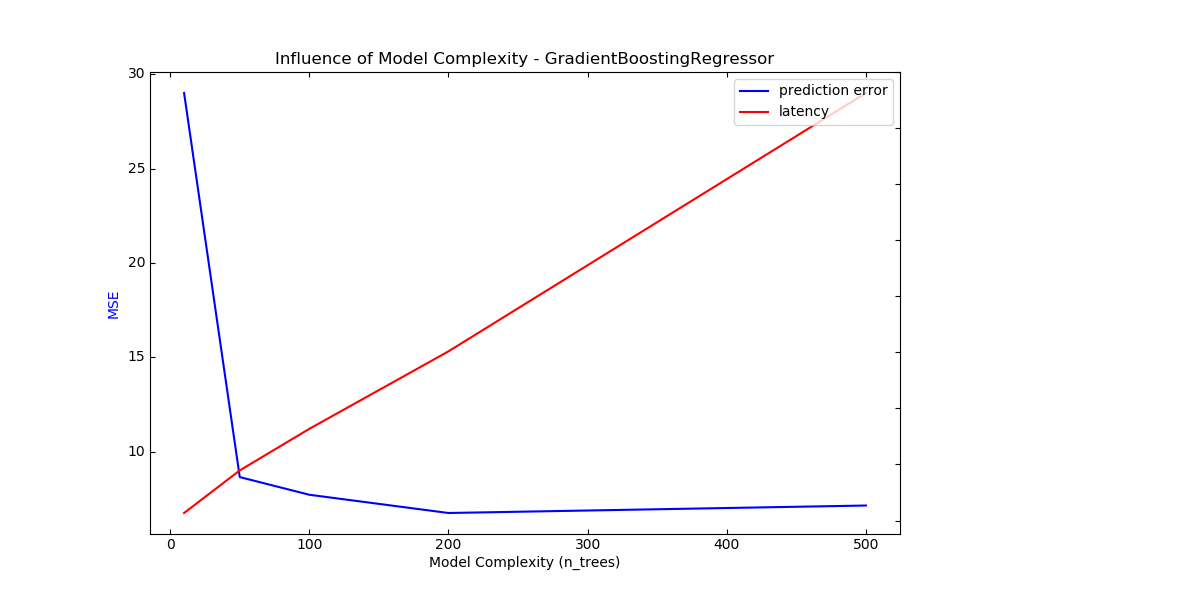 Influence of Model Complexity - GradientBoostingRegressor
prediction error
latency
30
25
20
15
10
MSE
0 100 200 300 400 500
Model Complexity (n_trees)